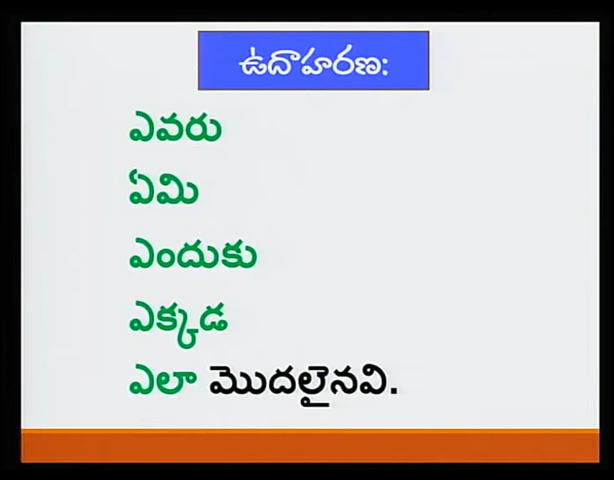 ఉదాహరణ:
ఎవరు
ఏమి
ఎందుకు
ఎక్కడ
ఎలా మొదలైనవి.